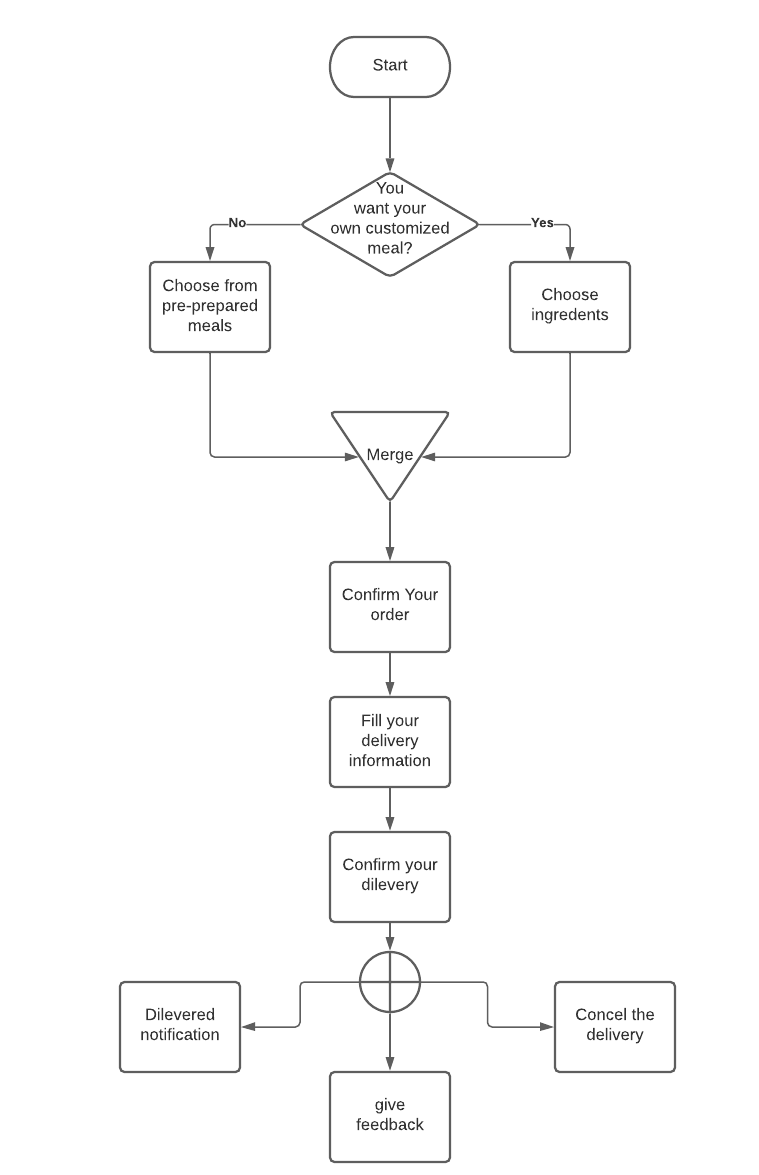 Start
You
want your
own customized
meal?
No
Yes
Choose from
pre-prepared
meals
Choose
ingredents
Merge
Confirm Your
order
Fill your
delivery
information
Confirm your
dilevery
Dilevered
notification
Concel the
delivery
give
feedback